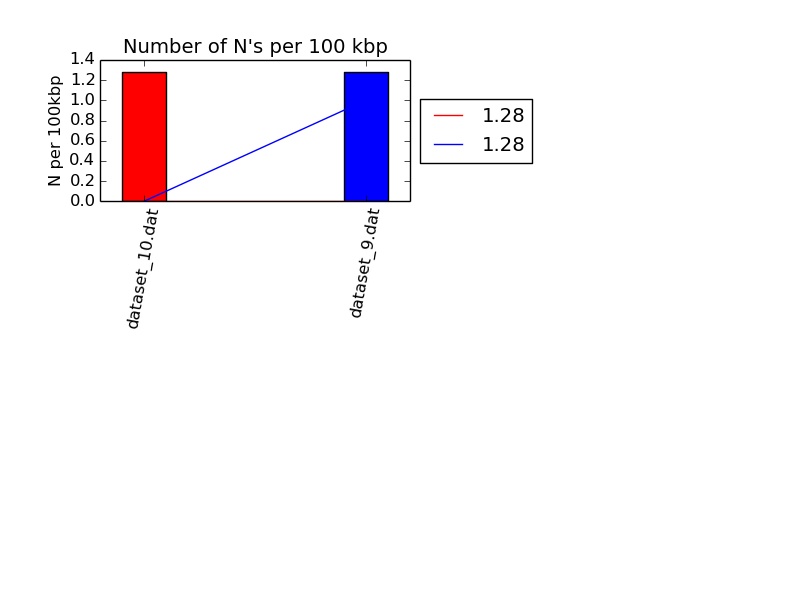 Number of N's per 100 kbp
N per 100kbp
1.4
1.2
1.0
0.8
0.6
0.4
0.2
0.0
dataset_10.dat
dataset_9.dat
1.28
1.28